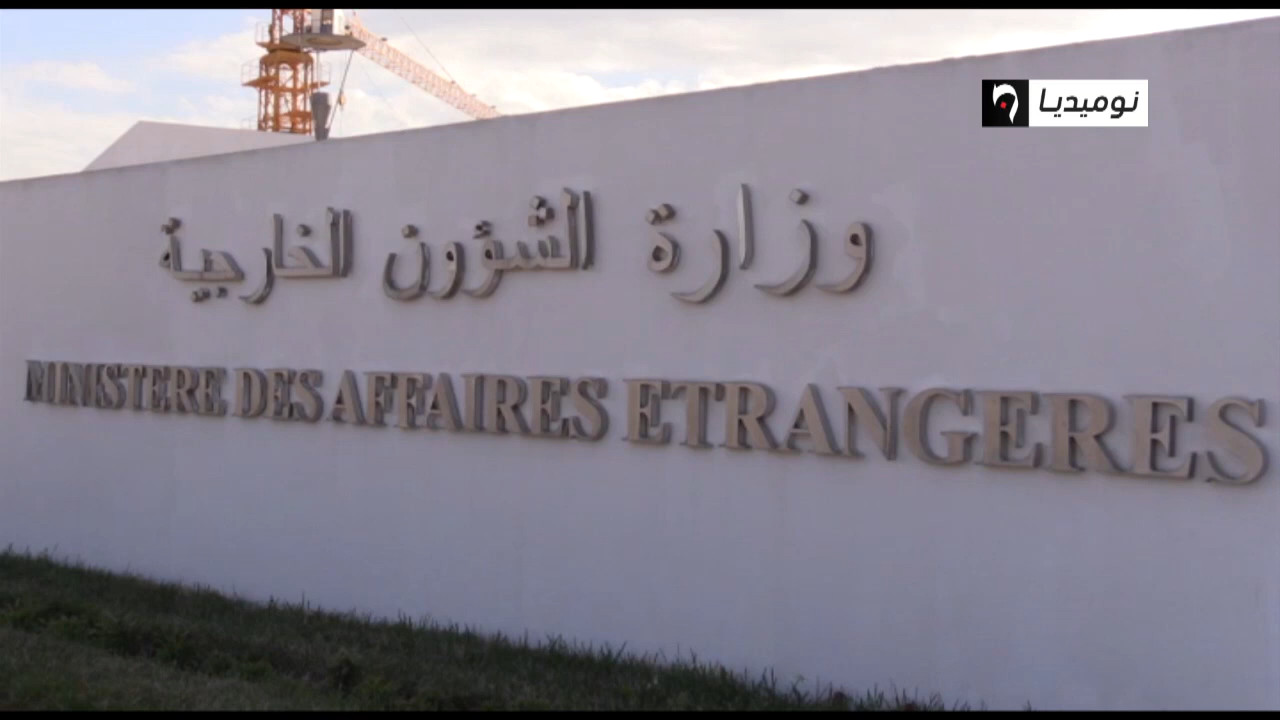 نوميديا
وزارة الشؤون الخارجية
MINISTERE DES AFFAIRES ETRANGERES